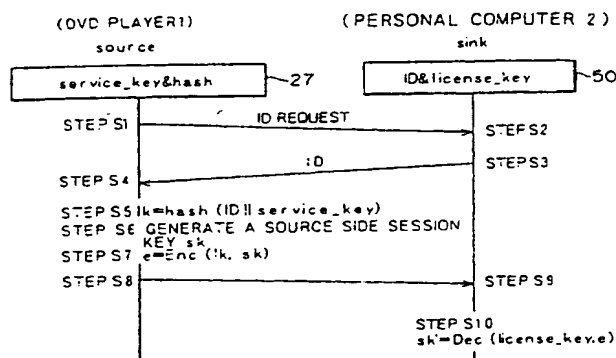 (DVD PLAYER1)
(PERSONAL COMPUTER 2)
source
sink
service_key&hash
27
ID&license_key
50
STEP S1
ID REQUEST
STEP S2
ID
STEP S3
STEP S4
STEP S5 lk=hash (ID||service_key)
STEP S6 GENERATE A SOURCE SIDE SESSION
KEY sk
STEP S7 e=Enc (lk, sk)
STEP S8
STEP S9
STEP S10
sk'=Dec (license_key,e)